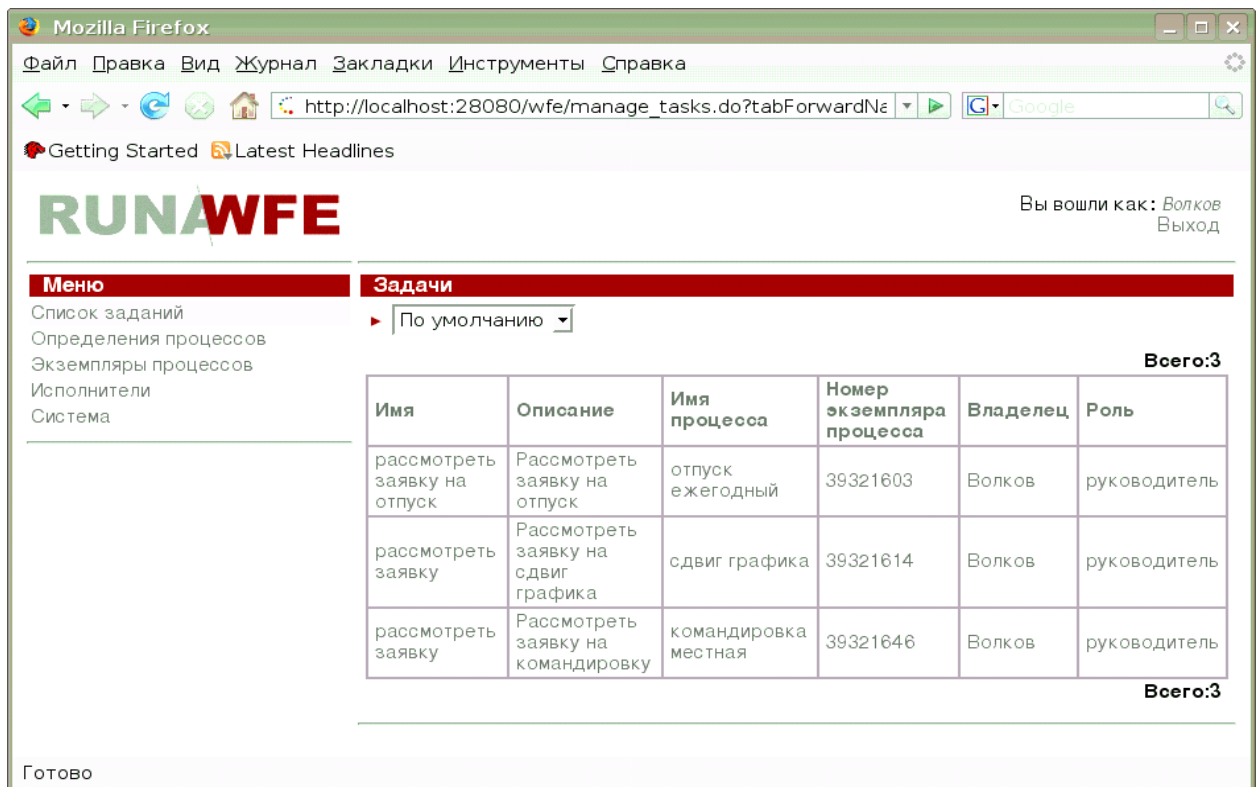 Mozilla Firefox
Файл Правка Вид Журнал Закладки Инструменты Справка
http://localhost:28080/wfe/manage_tasks.do?tabForwardNa
G Google
Getting Started Latest Headlines
RUNAWFE
Вы вошли как: Волков
Выход
Меню
Список заданий
Определения процессов
Экземпляры процессов
Исполнители
Система
Задачи
По умолчанию
Всего:3
Имя Описание Имя процесса Номер экземпляра процесса Владелец Роль
рассмотреть заявку на отпуск Рассмотреть заявку на отпуск отпуск ежегодный 39321603 Волков руководитель
рассмотреть заявку Рассмотреть заявку на сдвиг графика сдвиг графика 39321614 Волков руководитель
рассмотреть заявку Рассмотреть заявку на командировку командировка местная 39321646 Волков руководитель
Всего:3
Готово